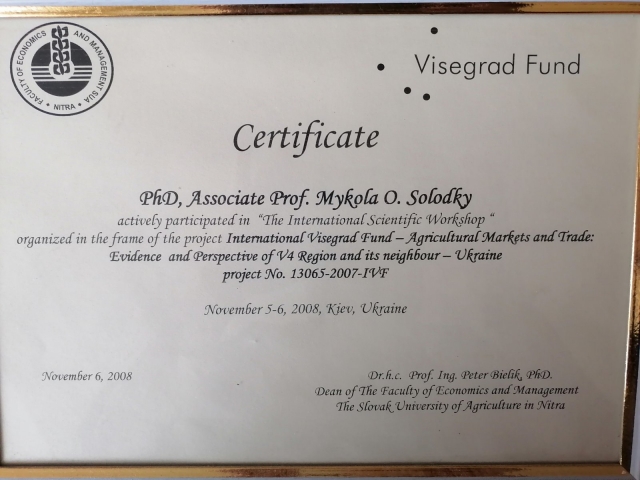 FACULTY OF ECONOMICS AND MANAGEMENT SUA
• NITRA •
Visegrad Fund
Certificate
PhD, Associate Prof. Mykola O. Solodky
actively participated in "The International Scientific Workshop "
organized in the frame of the project International Visegrad Fund – Agricultural Markets and Trade:
Evidence and Perspective of V4 Region and its neighbour – Ukraine
project No. 13065-2007-IVF
November 5-6, 2008, Kiev, Ukraine
November 6, 2008
Dr.h.c. Prof. Ing. Peter Bielik, PhD.
Dean of The Faculty of Economics and Management
The Slovak University of Agriculture in Nitra